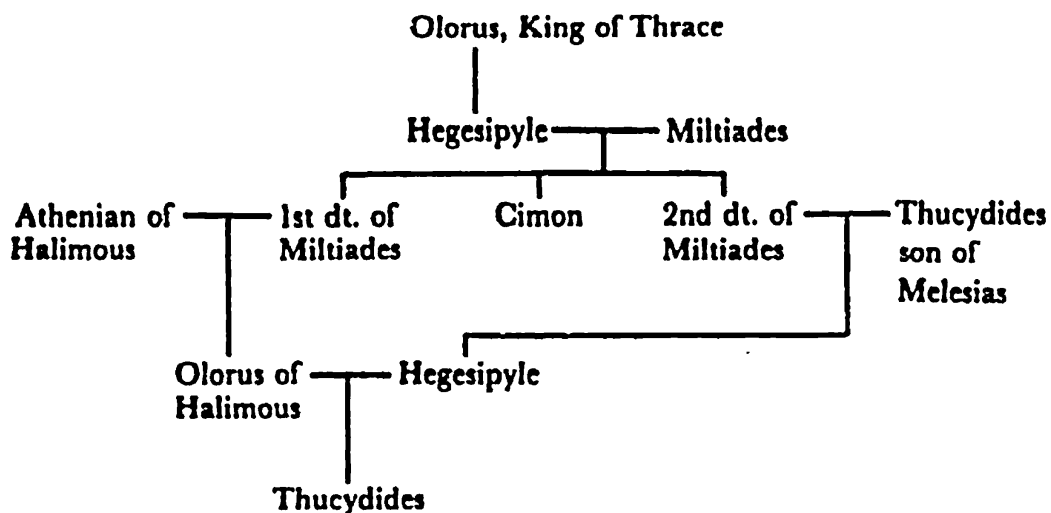 Olorus, King of Thrace
Hegesipyle Miltiades
Athenian of Halimous
1st dt. of Miltiades
Cimon
2nd dt. of Miltiades
Thucydides son of Melesias
Olorus of Halimous
Hegesipyle
Thucydides